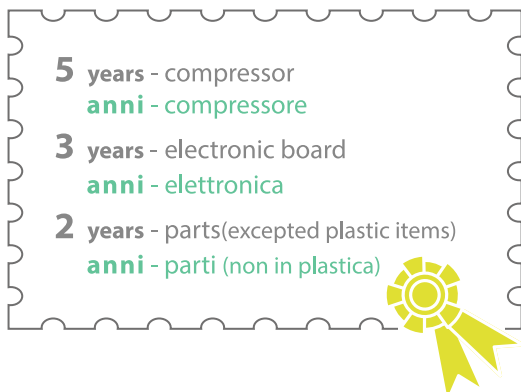 5 years - compressor
anni - compressore
3 years - electronic board
anni - elettronica
2 years - parts(excepted plastic items)
anni - parti (non in plastica)